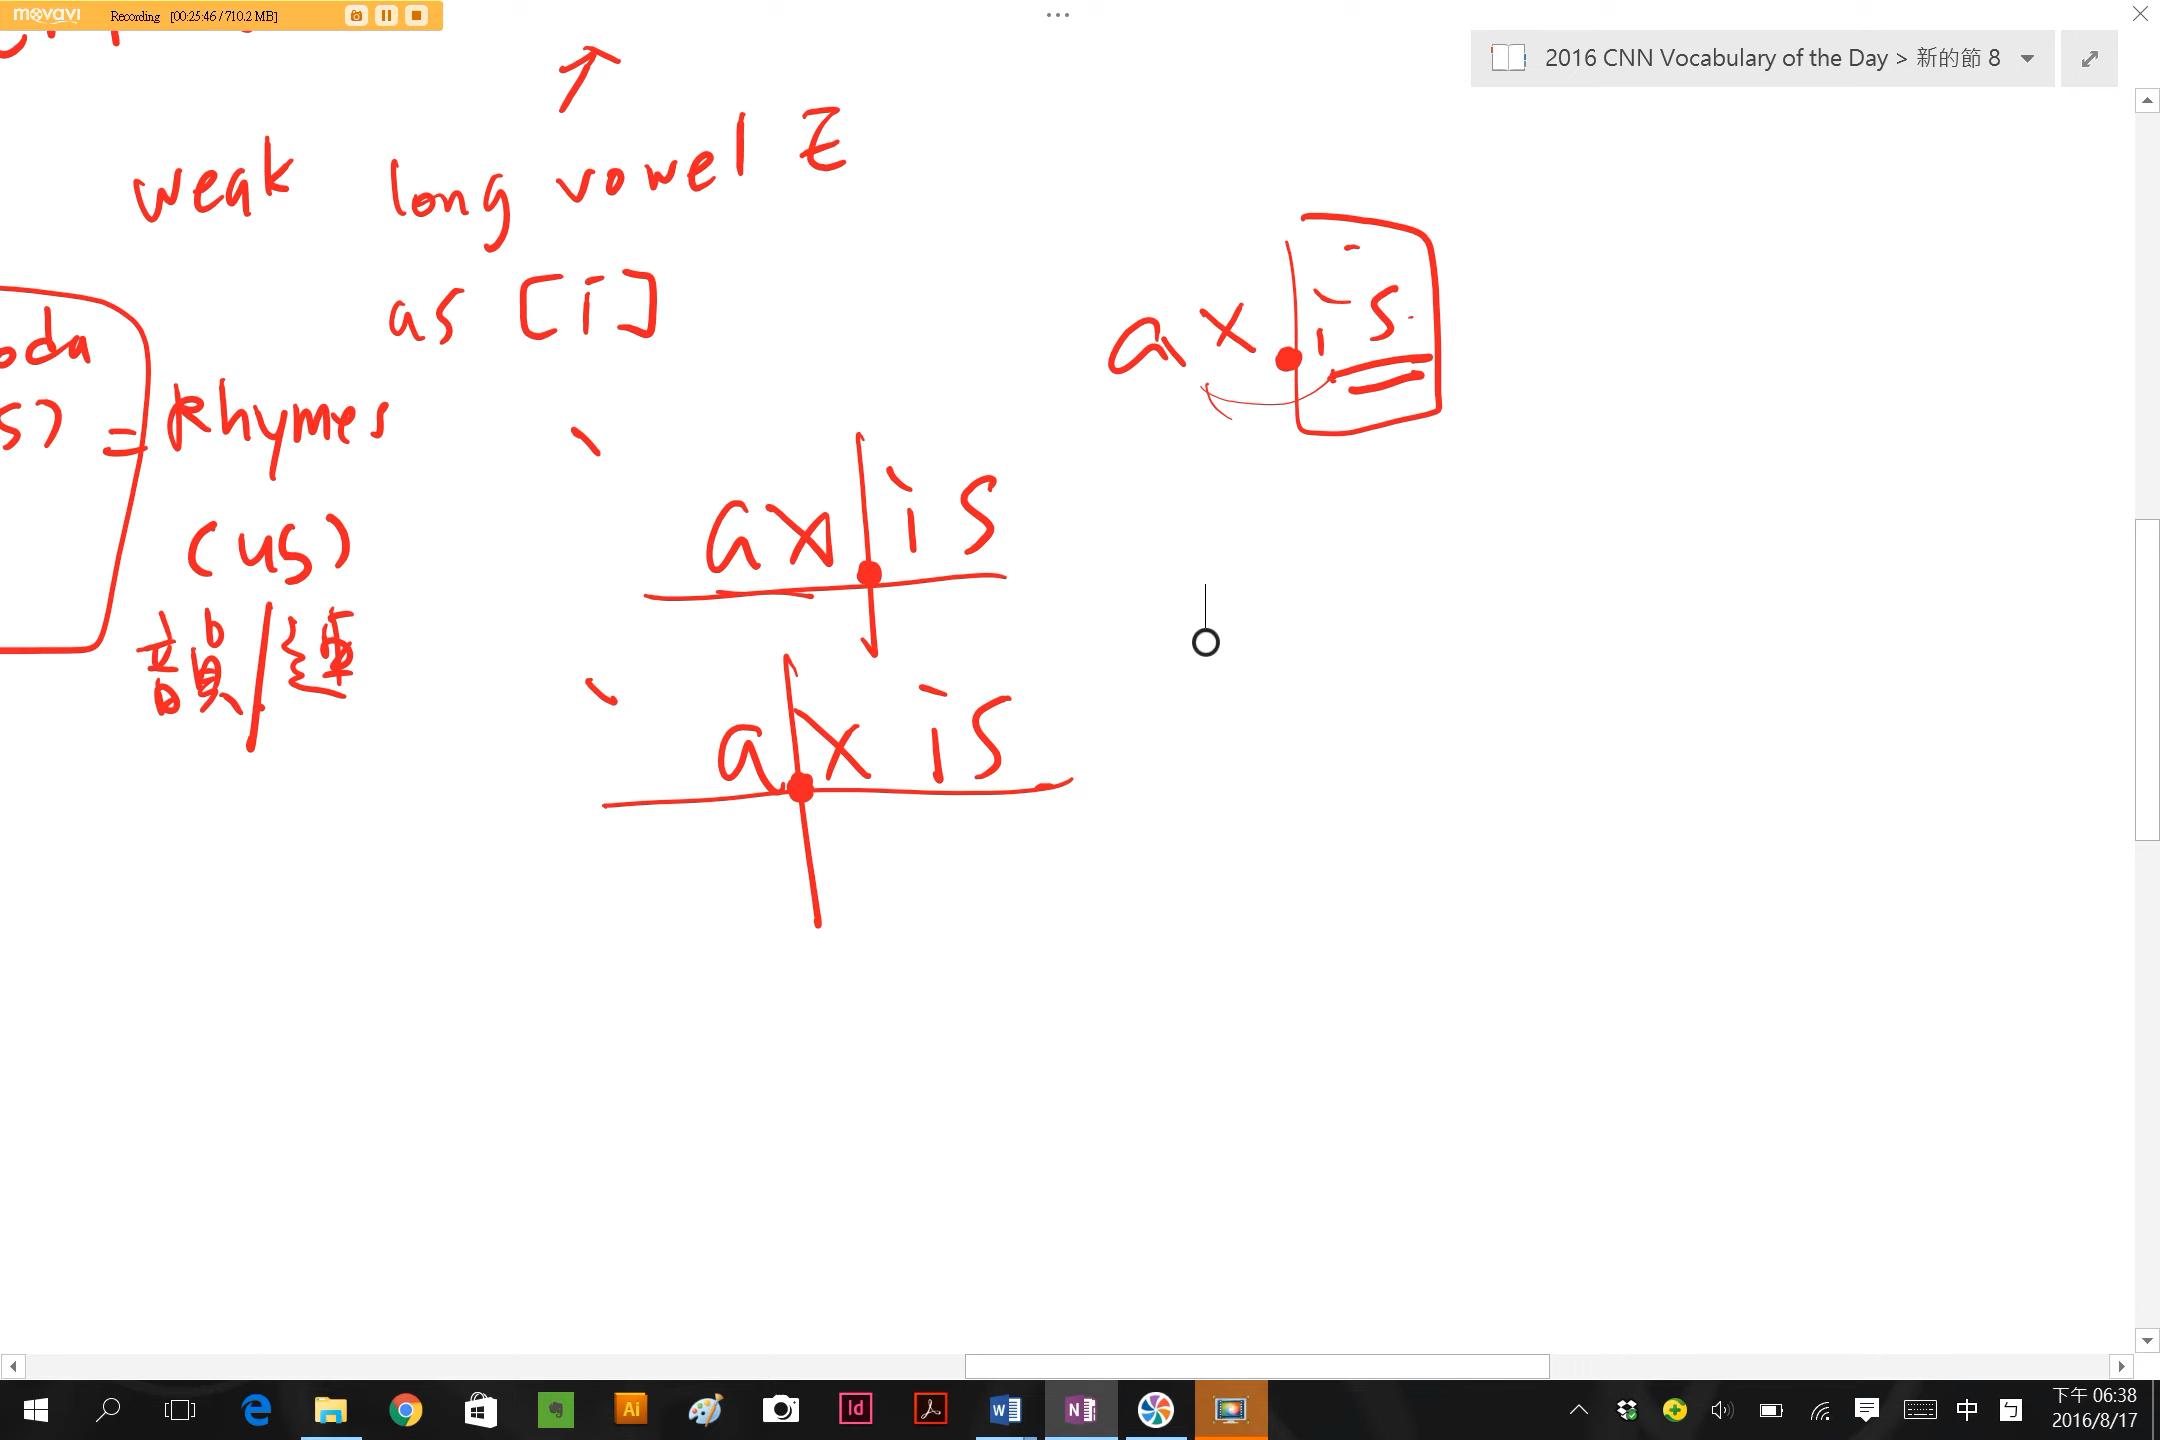 movavi Recording [00:25:46 / 710.2 MB]
2016 CNN Vocabulary of the Day > 新的節 8
weak long vowel E
as [i]
ax is
oda
s) = Rhymes
(us)
ax is
音韻/
ax is
下午 06:38
中
2016/8/17